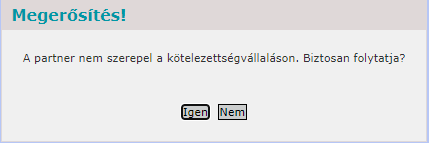 Megerősítés!
A partner nem szerepel a kötelezettségvállaláson. Biztosan folytatja?
Igen Nem